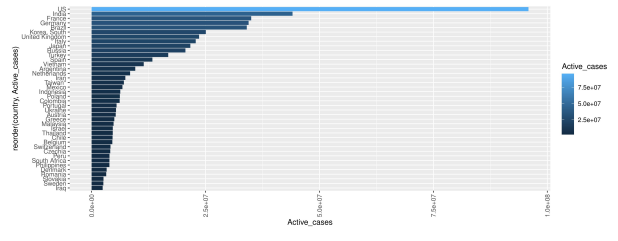 US
India
France
Germany
Brazil
Korea, South
United Kingdom
Italy
Japan
Russia
Turkey
Spain
Vietnam
Argentina
Netherlands
Iran
Taiwan*
Mexico
Indonesia
Poland
Colombia
Portugal
Ukraine
Austria
Greece
Malaysia
Israel
Thailand
Chile
Belgium
Switzerland
Czechia
Peru
South Africa
Philippines
Denmark
Romania
Slovakia
Sweden
Iraq
reorder(country, Active_cases)
0.0e+00
2.5e+07
5.0e+07
7.5e+07
1.0e+08
Active_cases
Active_cases
7.5e+07
5.0e+07
2.5e+07